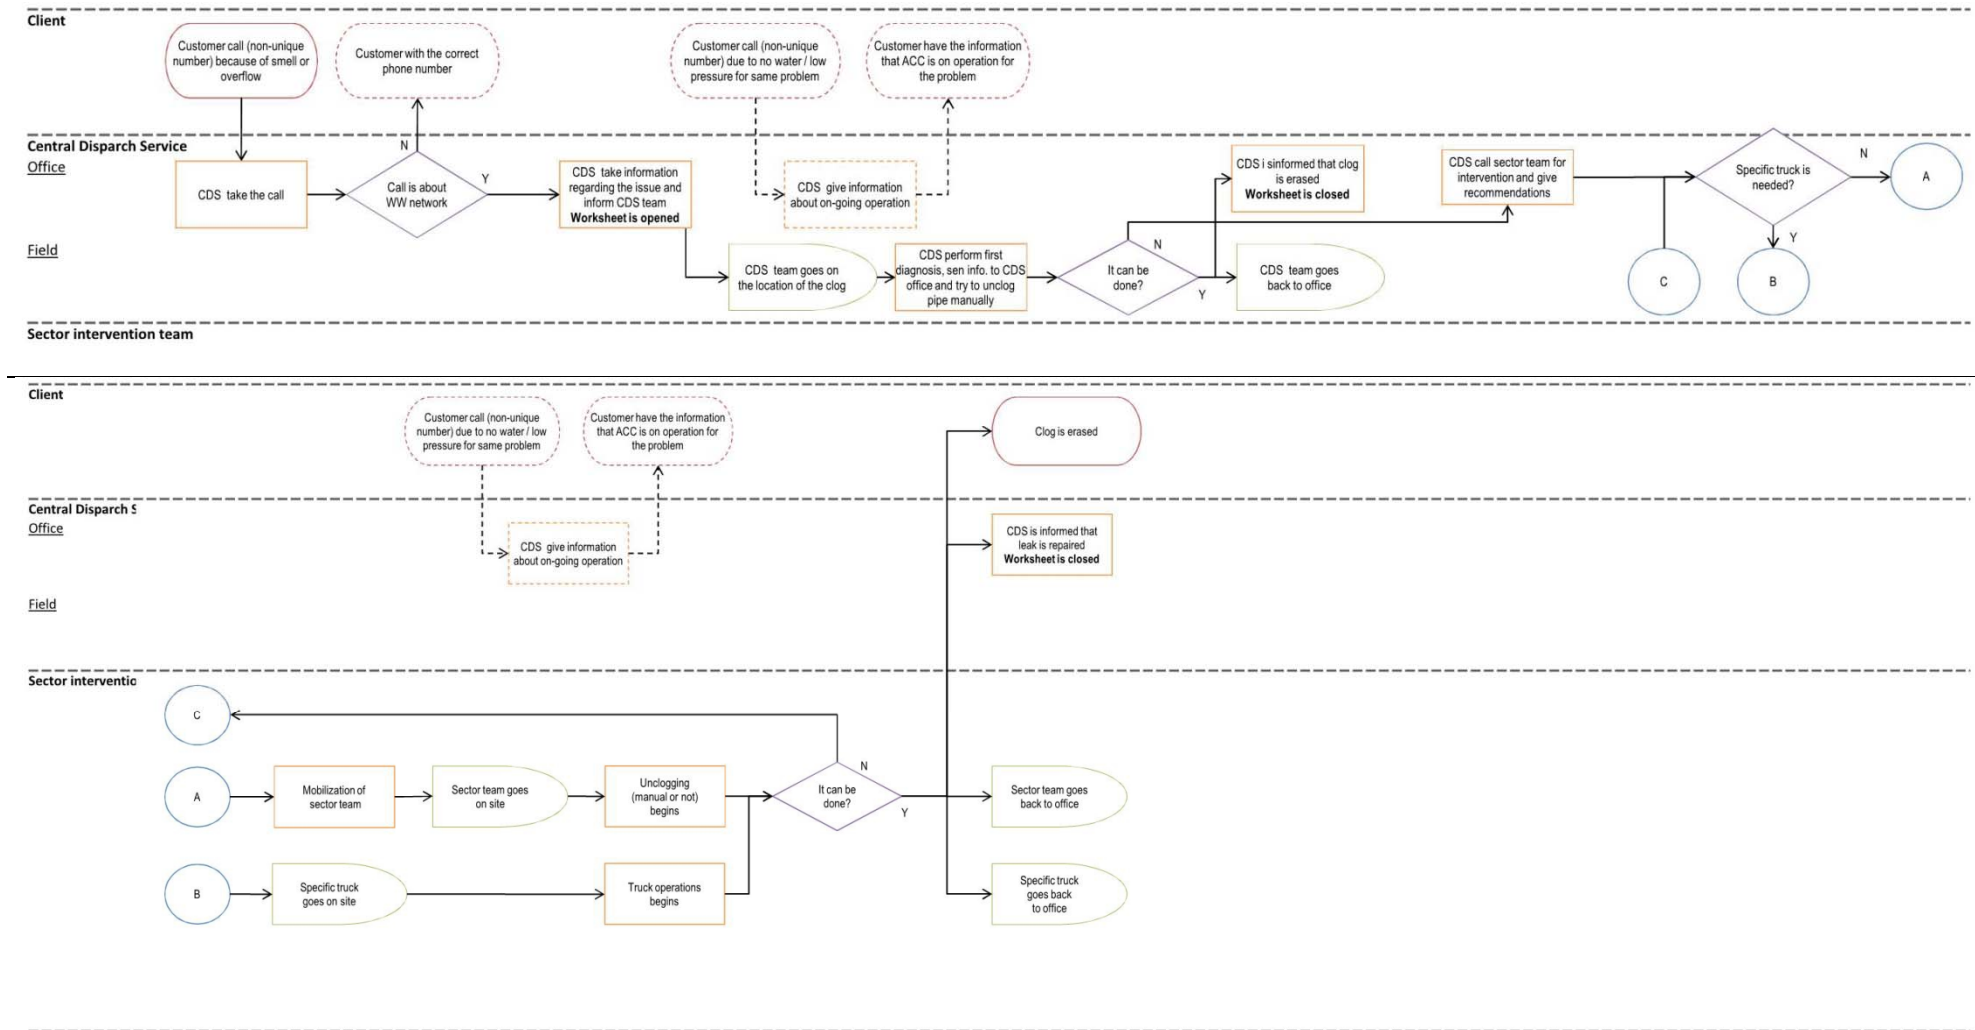 Client
Customer call (non-unique
number) because of smell or
overflow
Customer with the correct
phone number
Customer call (non-unique
number) due to no water / low
pressure for same problem
Customer have the information
that ACC is on operation for
the problem
Central Disparch Service
Office
CDS take the call
N
Call is about
WW network
Y
CDS take information
regarding the issue and
inform CDS team
Worksheet is opened
CDS give information
about on-going operation
CDS i sinformed that clog
is erased
Worksheet is closed
CDS call sector team for
intervention and give
recommendations
Specific truck is
needed?
N
A
Y
Field
CDS team goes on
the location of the clog
CDS perform first
diagnosis, sen info. to CDS
office and try to unclog
pipe manually
It can be
done?
N
Y
CDS team goes
back to office
C
B
Sector intervention team
Client
Customer call (non-unique
number) due to no water / low
pressure for same problem
Customer have the information
that ACC is on operation for
the problem
Clog is erased
Central Disparch S
Office
CDS give information
about on-going operation
CDS is informed that
leak is repaired
Worksheet is closed
Field
Sector interventio
C
A
Mobilization of
sector team
Sector team goes
on site
Unclogging
(manual or not)
begins
It can be
done?
N
Y
Sector team goes
back to office
B
Specific truck
goes on site
Truck operations
begins
Specific truck
goes back
to office